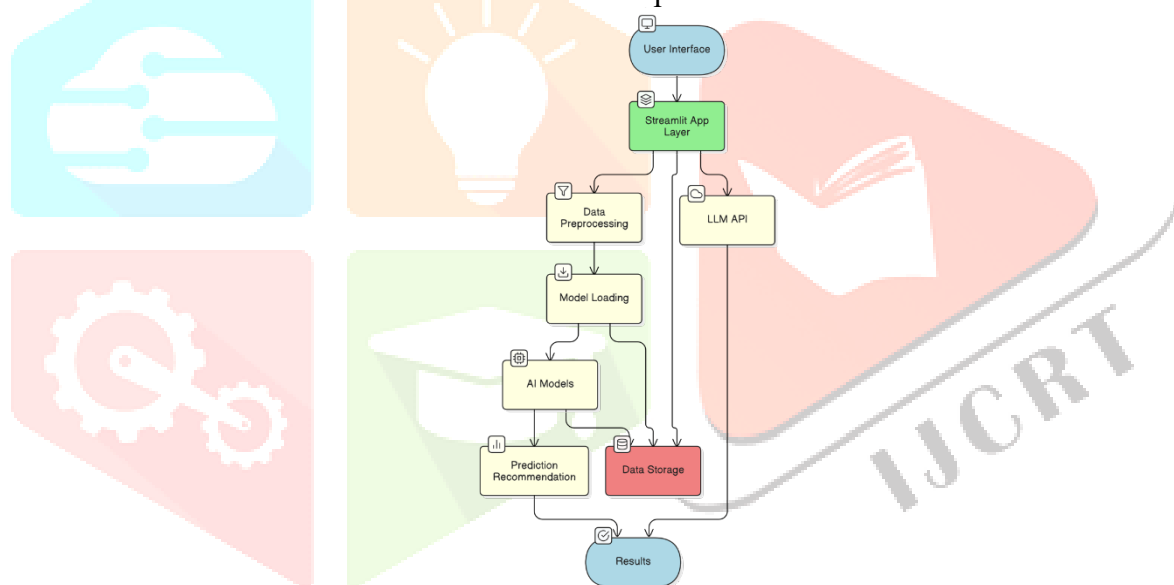 User Interface
Streamlit App
Layer
Data
Preprocessing
LLM API
Model Loading
AI Models
Prediction
Recommendation
Data Storage
Results
IJCRT